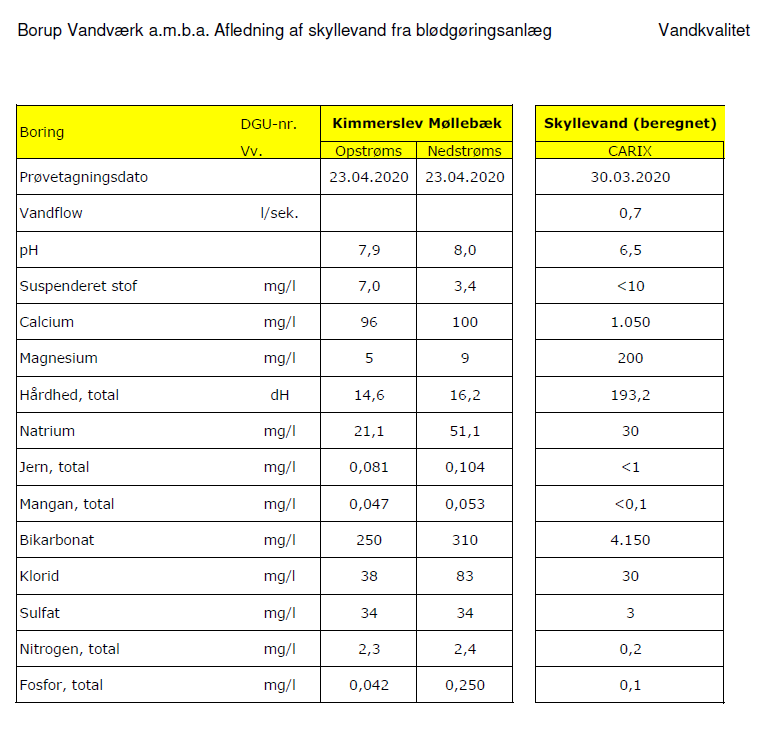 Borup Vandværk a.m.b.a. Afledning af skyllevand fra blødgøringsanlæg Vandkvalitet
Boring DGU-nr. Kimmerslev Møllebæk Skyllevand (beregnet)
Vv. Opstrøms Nedstrøms CARIX
Prøvetagningsdato 23.04.2020 23.04.2020 30.03.2020
Vandflow l/sek. 0,7
pH 7,9 8,0 6,5
Suspenderet stof mg/l 7,0 3,4 <10
Calcium mg/l 96 100 1.050
Magnesium mg/l 5 9 200
Hårdhed, total dH 14,6 16,2 193,2
Natrium mg/l 21,1 51,1 30
Jern, total mg/l 0,081 0,104 <1
Mangan, total mg/l 0,047 0,053 <0,1
Bikarbonat mg/l 250 310 4.150
Klorid mg/l 38 83 30
Sulfat mg/l 34 34 3
Nitrogen, total mg/l 2,3 2,4 0,2
Fosfor, total mg/l 0,042 0,250 0,1